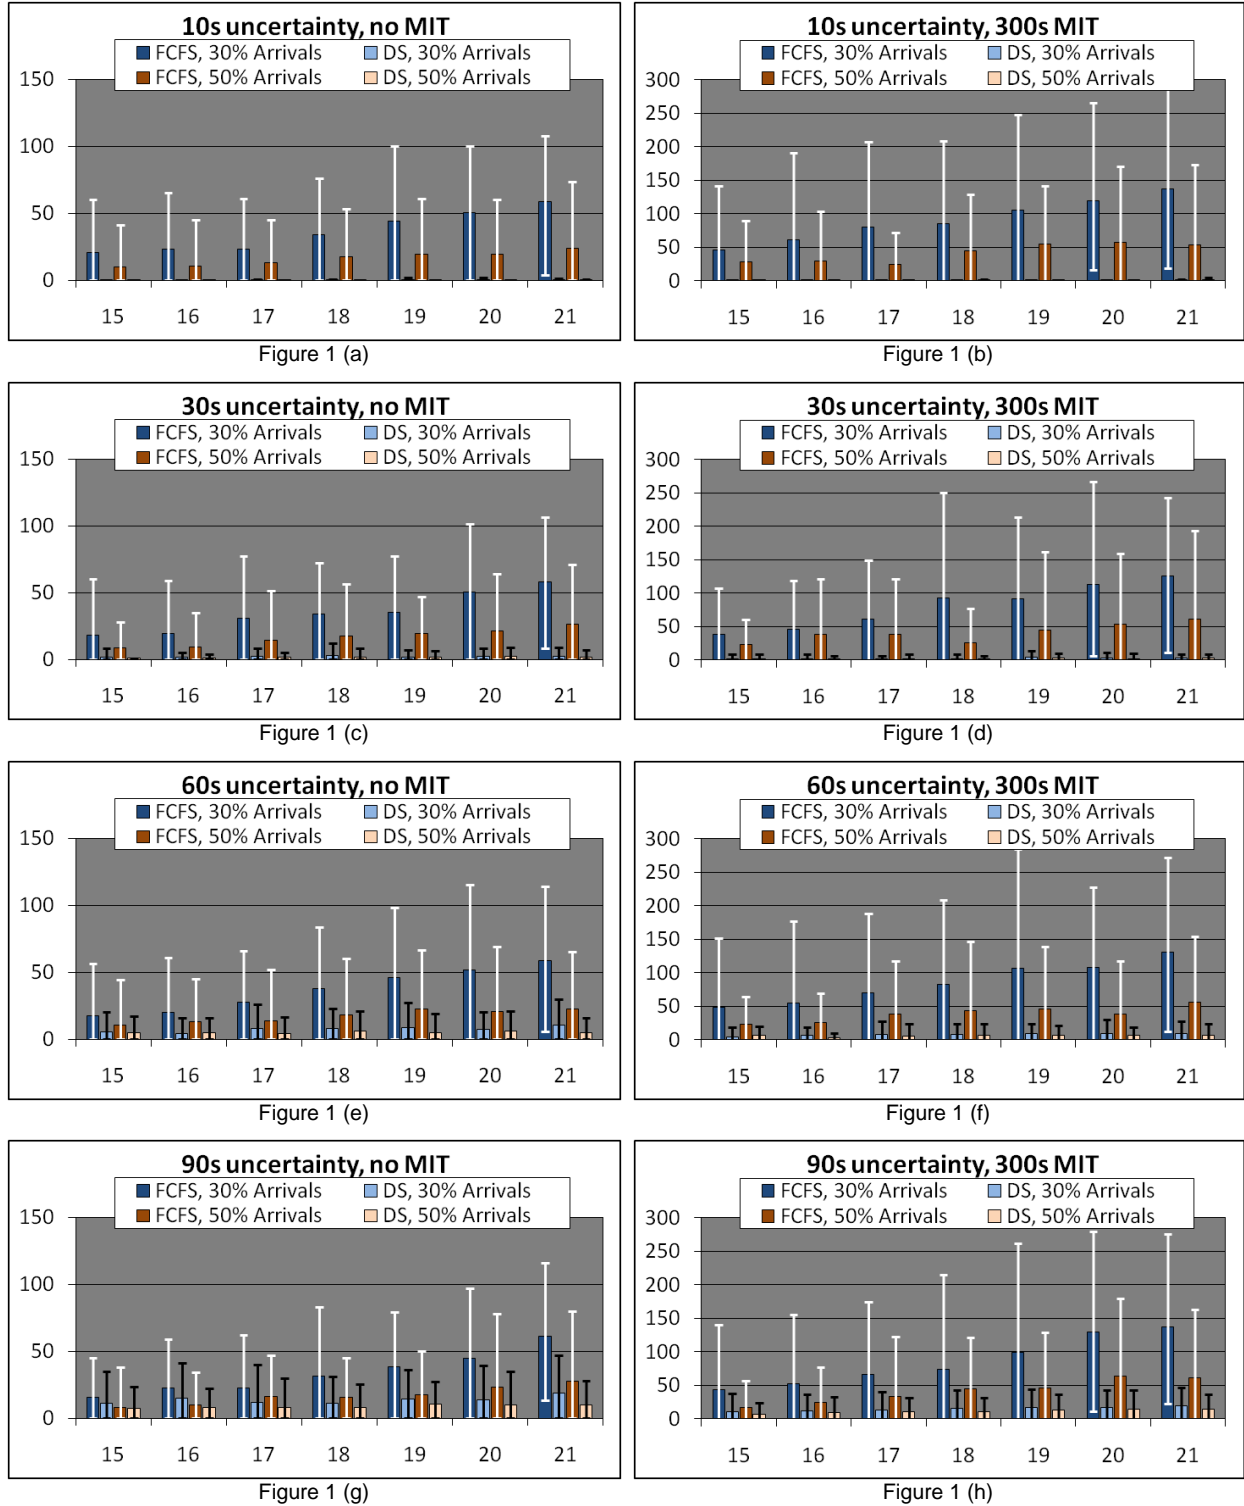 10s uncertainty, no MIT
FCFS, 30% Arrivals DS, 30% Arrivals
FCFS, 50% Arrivals DS, 50% Arrivals
150
100
50
0
15 16 17 18 19 20 21
Figure 1 (a)
10s uncertainty, 300s MIT
FCFS, 30% Arrivals DS, 30% Arrivals
FCFS, 50% Arrivals DS, 50% Arrivals
300
250
200
150
100
50
0
15 16 17 18 19 20 21
Figure 1 (b)
30s uncertainty, no MIT
FCFS, 30% Arrivals DS, 30% Arrivals
FCFS, 50% Arrivals DS, 50% Arrivals
150
100
50
0
15 16 17 18 19 20 21
Figure 1 (c)
30s uncertainty, 300s MIT
FCFS, 30% Arrivals DS, 30% Arrivals
FCFS, 50% Arrivals DS, 50% Arrivals
300
250
200
150
100
50
0
15 16 17 18 19 20 21
Figure 1 (d)
60s uncertainty, no MIT
FCFS, 30% Arrivals DS, 30% Arrivals
FCFS, 50% Arrivals DS, 50% Arrivals
150
100
50
0
15 16 17 18 19 20 21
Figure 1 (e)
60s uncertainty, 300s MIT
FCFS, 30% Arrivals DS, 30% Arrivals
FCFS, 50% Arrivals DS, 50% Arrivals
300
250
200
150
100
50
0
15 16 17 18 19 20 21
Figure 1 (f)
90s uncertainty, no MIT
FCFS, 30% Arrivals DS, 30% Arrivals
FCFS, 50% Arrivals DS, 50% Arrivals
150
100
50
0
15 16 17 18 19 20 21
Figure 1 (g)
90s uncertainty, 300s MIT
FCFS, 30% Arrivals DS, 30% Arrivals
FCFS, 50% Arrivals DS, 50% Arrivals
300
250
200
150
100
50
0
15 16 17 18 19 20 21
Figure 1 (h)